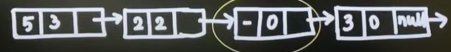 5 3 → 2 2 → - 0 → 3 0 null →